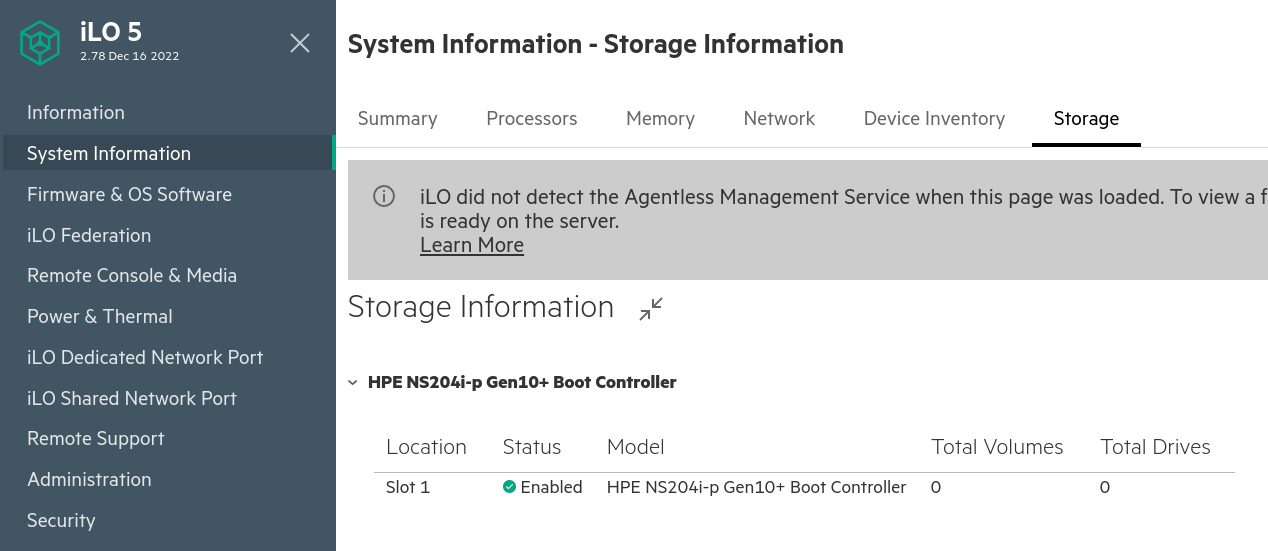 iLO 5
2.78 Dec 16 2022
Information
System Information
Firmware & OS Software
iLO Federation
Remote Console & Media
Power & Thermal
iLO Dedicated Network Port
iLO Shared Network Port
Remote Support
Administration
Security
System Information - Storage Information
Summary Processors Memory Network Device Inventory Storage
iLO did not detect the Agentless Management Service when this page was loaded. To view a f
is ready on the server.
Learn More
Storage Information
HPE NS204i-p Gen10+ Boot Controller
Location Status Model Total Volumes Total Drives
Slot 1 Enabled HPE NS204i-p Gen10+ Boot Controller 0 0